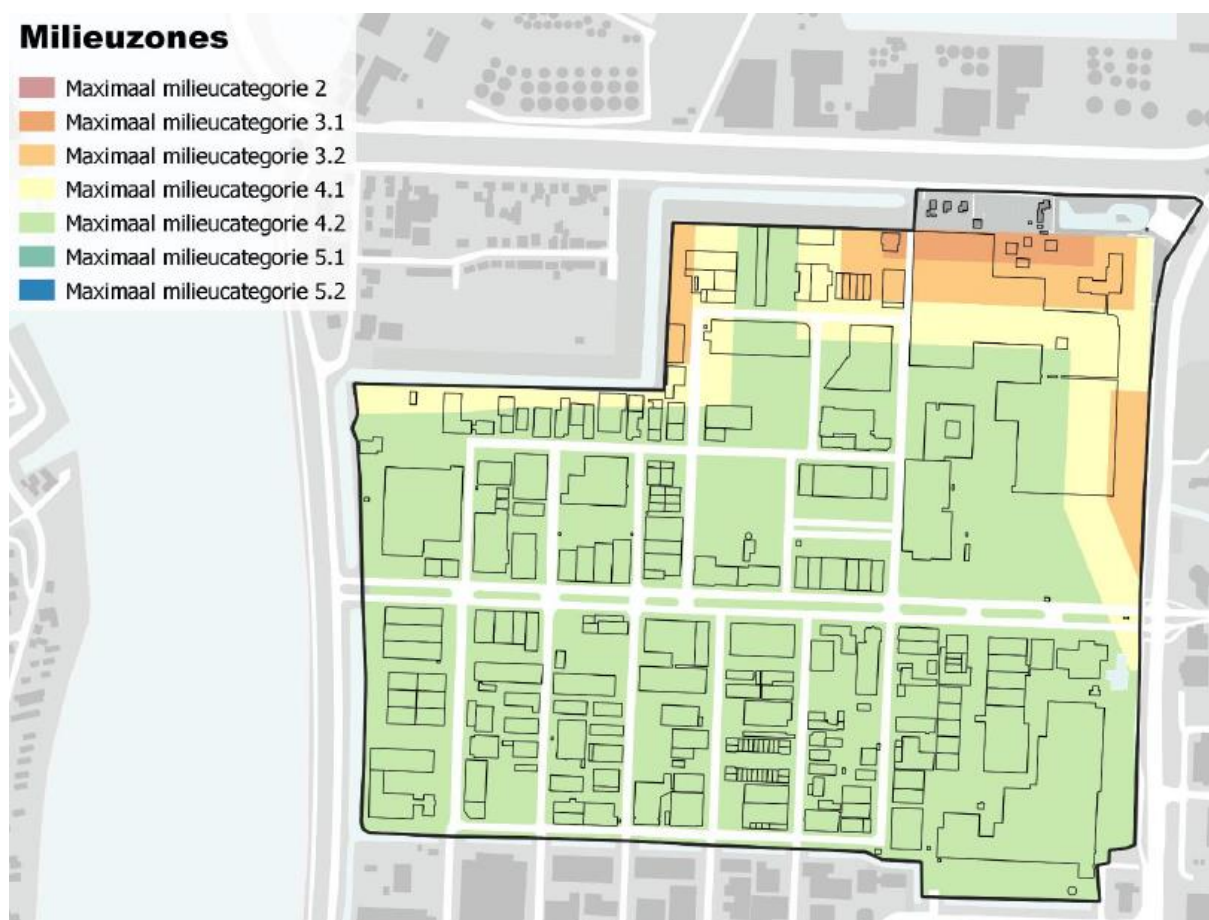 Milieuzones
Maximaal milieucategorie 2
Maximaal milieucategorie 3.1
Maximaal milieucategorie 3.2
Maximaal milieucategorie 4.1
Maximaal milieucategorie 4.2
Maximaal milieucategorie 5.1
Maximaal milieucategorie 5.2